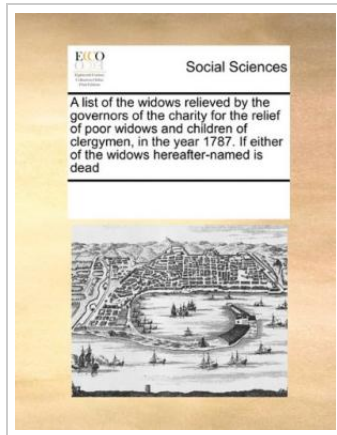 ECCO
Social Sciences
A list of the widows relieved by the
governors of the charity for the relief
of poor widows and children of
clergymen, in the year 1787. If either
of the widows hereafter-named is
dead